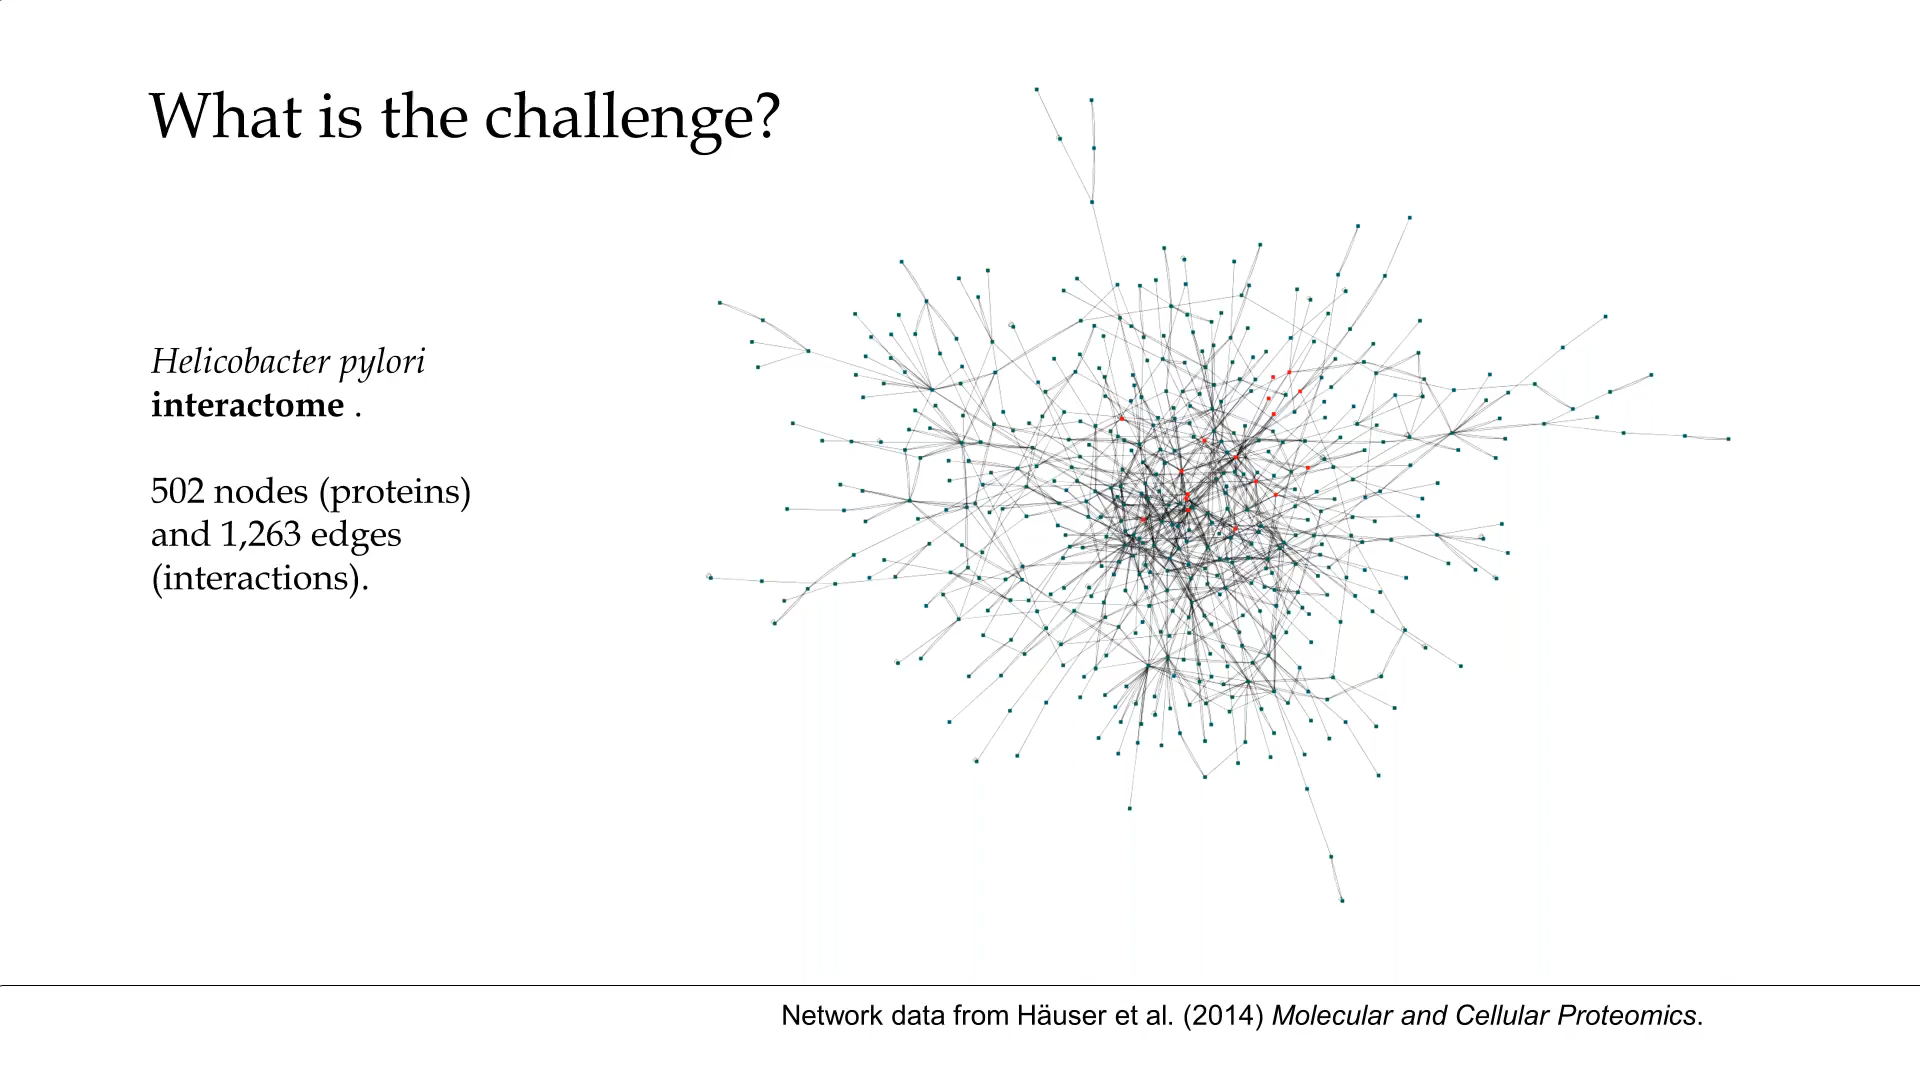 What is the challenge?
Helicobacter pylori
interactome .
502 nodes (proteins)
and 1,263 edges
(interactions).
Network data from Häuser et al. (2014) Molecular and Cellular Proteomics.